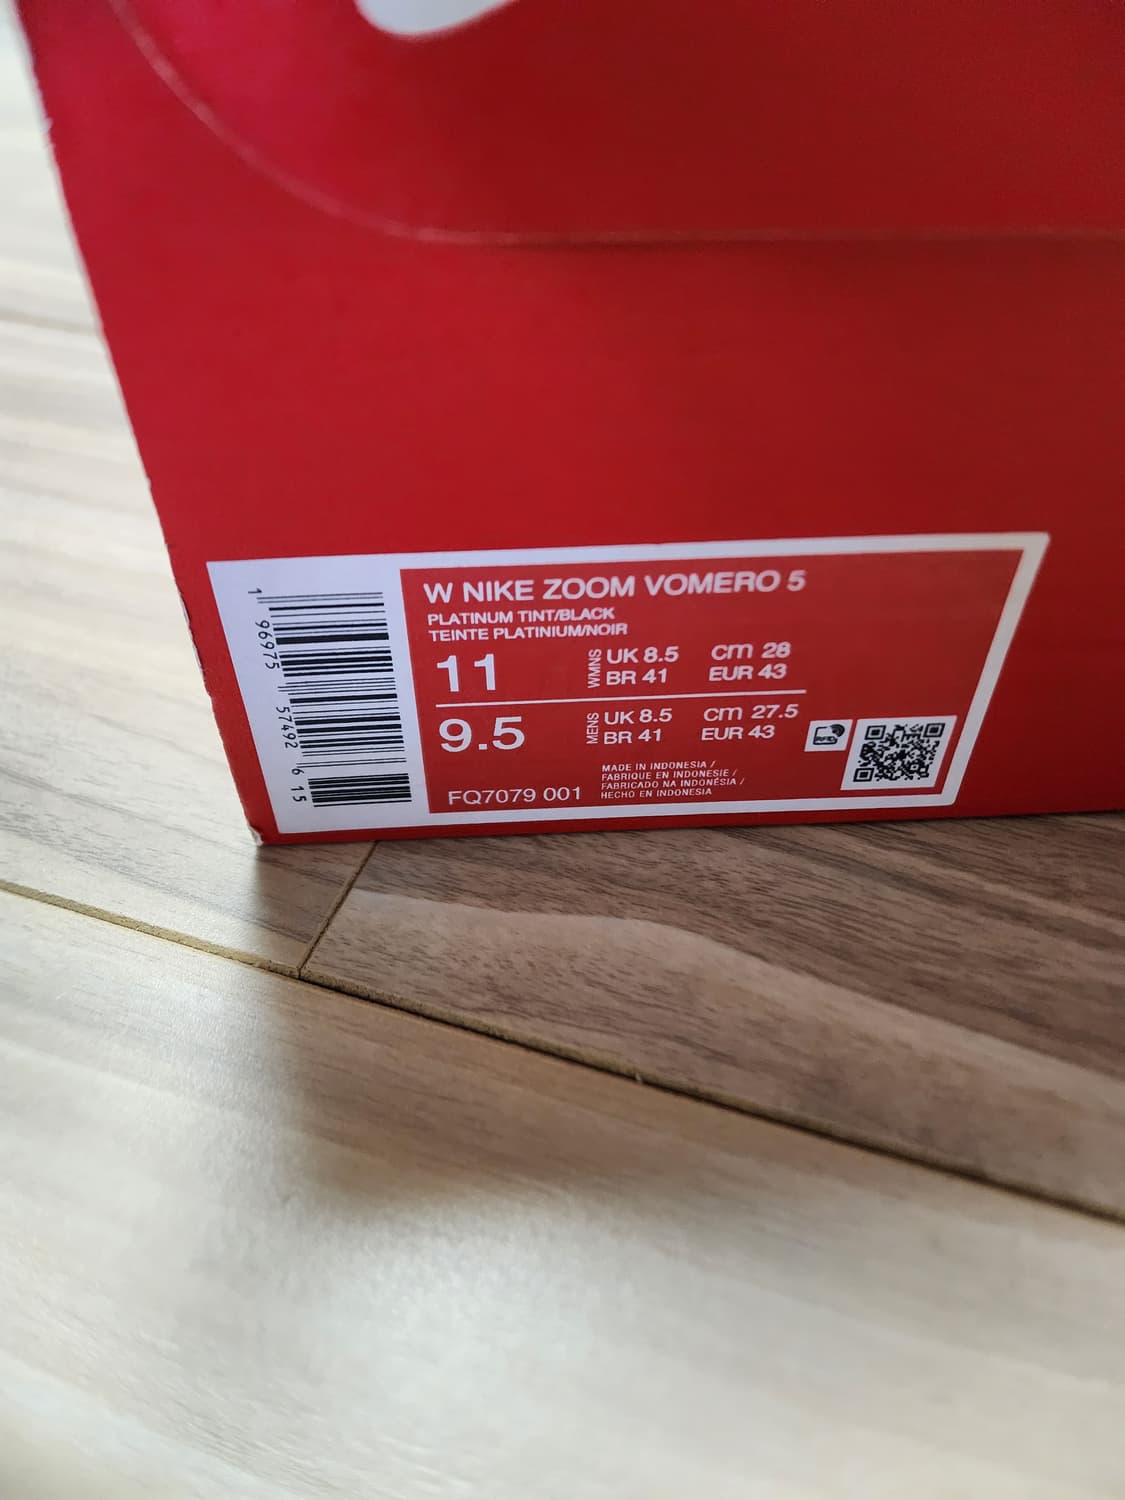 W NIKE ZOOM VOMERO 5
PLATINUM TINT/BLACK
TEINTE PLATINIUM/NOIR
11 WMNS UK 8.5 cm 28
BR 41 EUR 43
9.5 MENS UK 8.5 cm 27.5
BR 41 EUR 43
FQ7079 001
MADE IN INDONESIA /
FABRIQUE EN INDONESIE /
FABRICADO NA INDONÉSIA /
HECHO EN INDONESIA
1 96975 57492 6 15